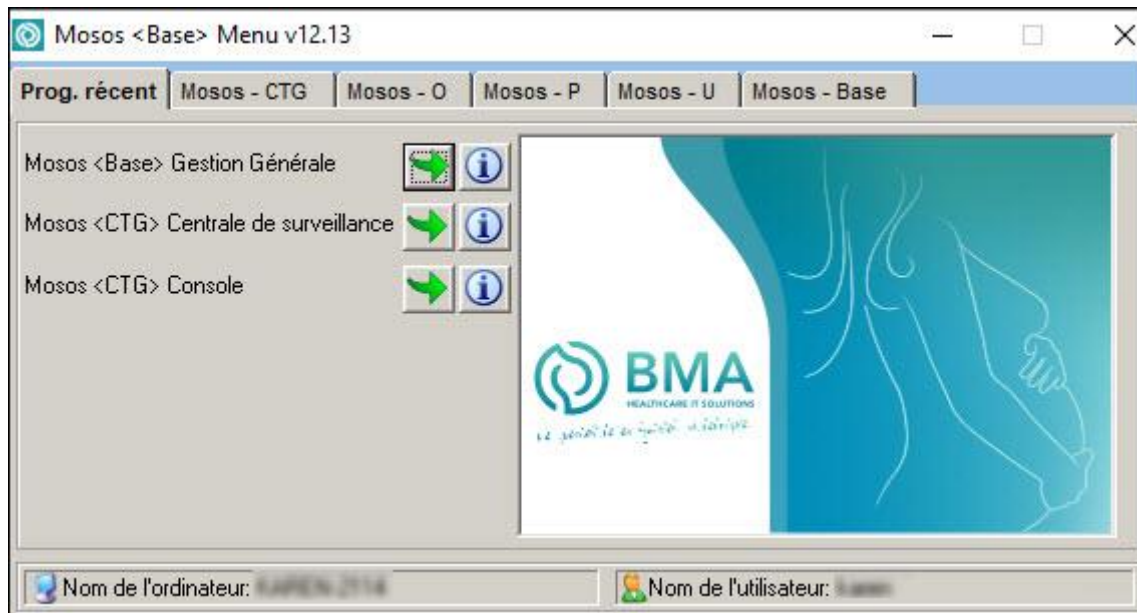 Mosos <Base> Menu v12.13
Prog. récent Mosos - CTG Mosos - O Mosos - P Mosos - U Mosos - Base
Mosos <Base> Gestion Générale
Mosos <CTG> Centrale de surveillance
Mosos <CTG> Console
BMA
HEALTHCARE IT SOLUTIONS
Nom de l'ordinateur:
Nom de l'utilisateur: